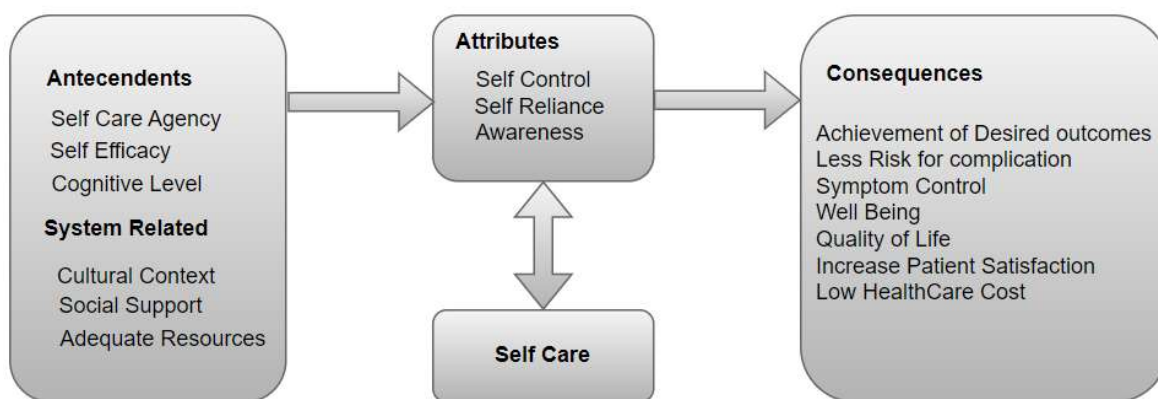 Antecendents
Self Care Agency
Self Efficacy
Cognitive Level
System Related
Cultural Context
Social Support
Adequate Resources
Attributes
Self Control
Self Reliance
Awareness
Self Care
Consequences
Achievement of Desired outcomes
Less Risk for complication
Symptom Control
Well Being
Quality of Life
Increase Patient Satisfaction
Low HealthCare Cost